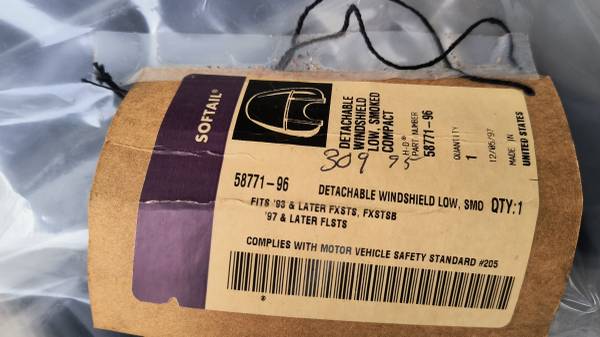 SOFTAIL®
DETACHABLE
WINDSHIELD
LOW, SMOKED
COMPACT
H-D®
PART NUMBER
58771-96
QUANTITY
1
12/05/97
MADE IN
UNITED STATES
309 75
58771-96
DETACHABLE WINDSHIELD LOW, SMO QTY:1
FITS '93 & LATER FXSTS, FXSTSB
'97 & LATER FLSTS
COMPLIES WITH MOTOR VEHICLE SAFETY STANDARD #205